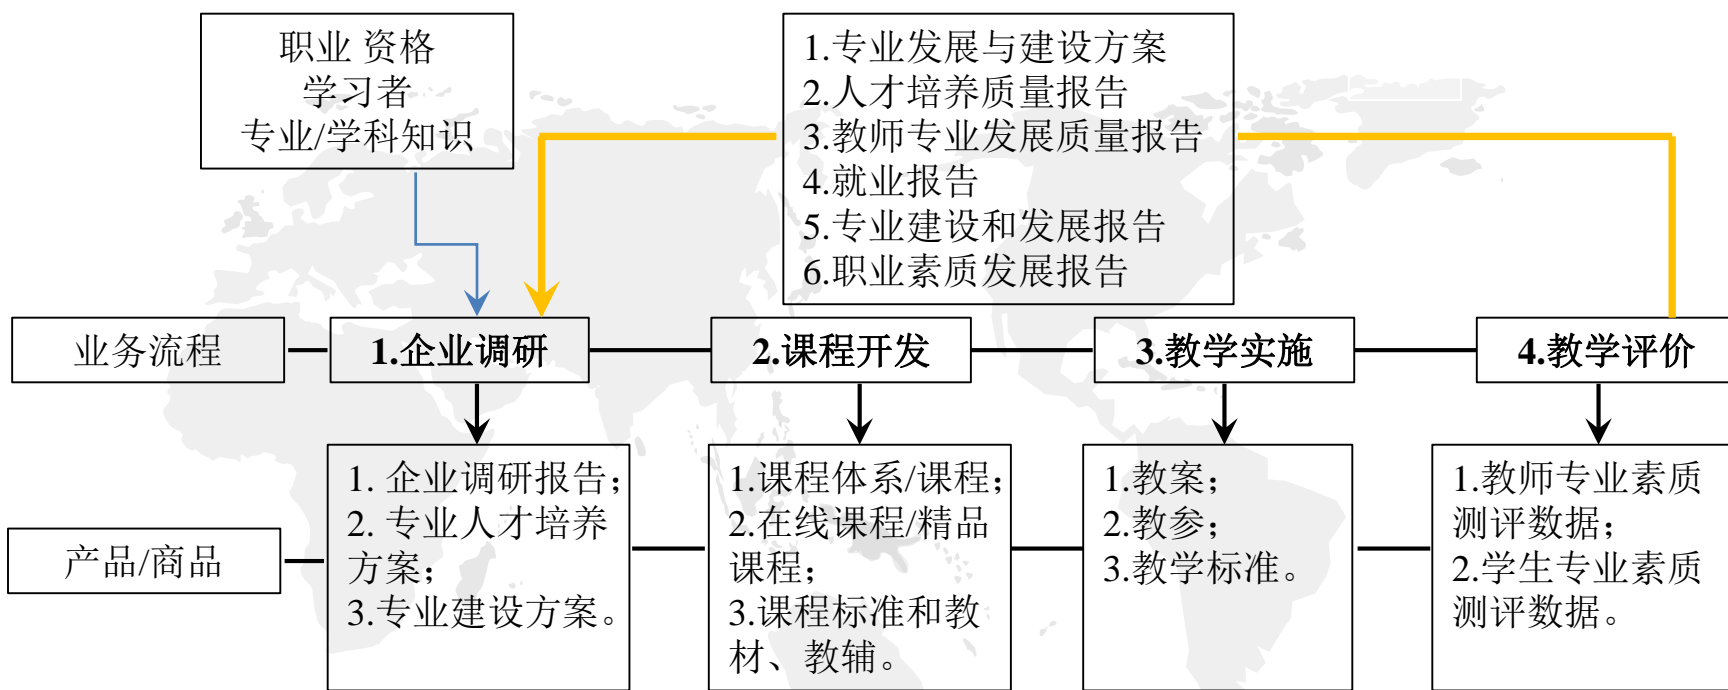 职业 资格
学习者
专业/学科知识
1.专业发展与建设方案
2.人才培养质量报告
3.教师专业发展质量报告
4.就业报告
5.专业建设和发展报告
6.职业素质发展报告
业务流程
1.企业调研
2.课程开发
3.教学实施
4.教学评价
产品/商品
1. 企业调研报告；
2. 专业人才培养
方案；
3.专业建设方案。
1.课程体系/课程；
2.在线课程/精品
课程；
3.课程标准和教
材、教辅。
1.教案；
2.教参；
3.教学标准。
1.教师专业素质
测评数据；
2.学生专业素质
测评数据。